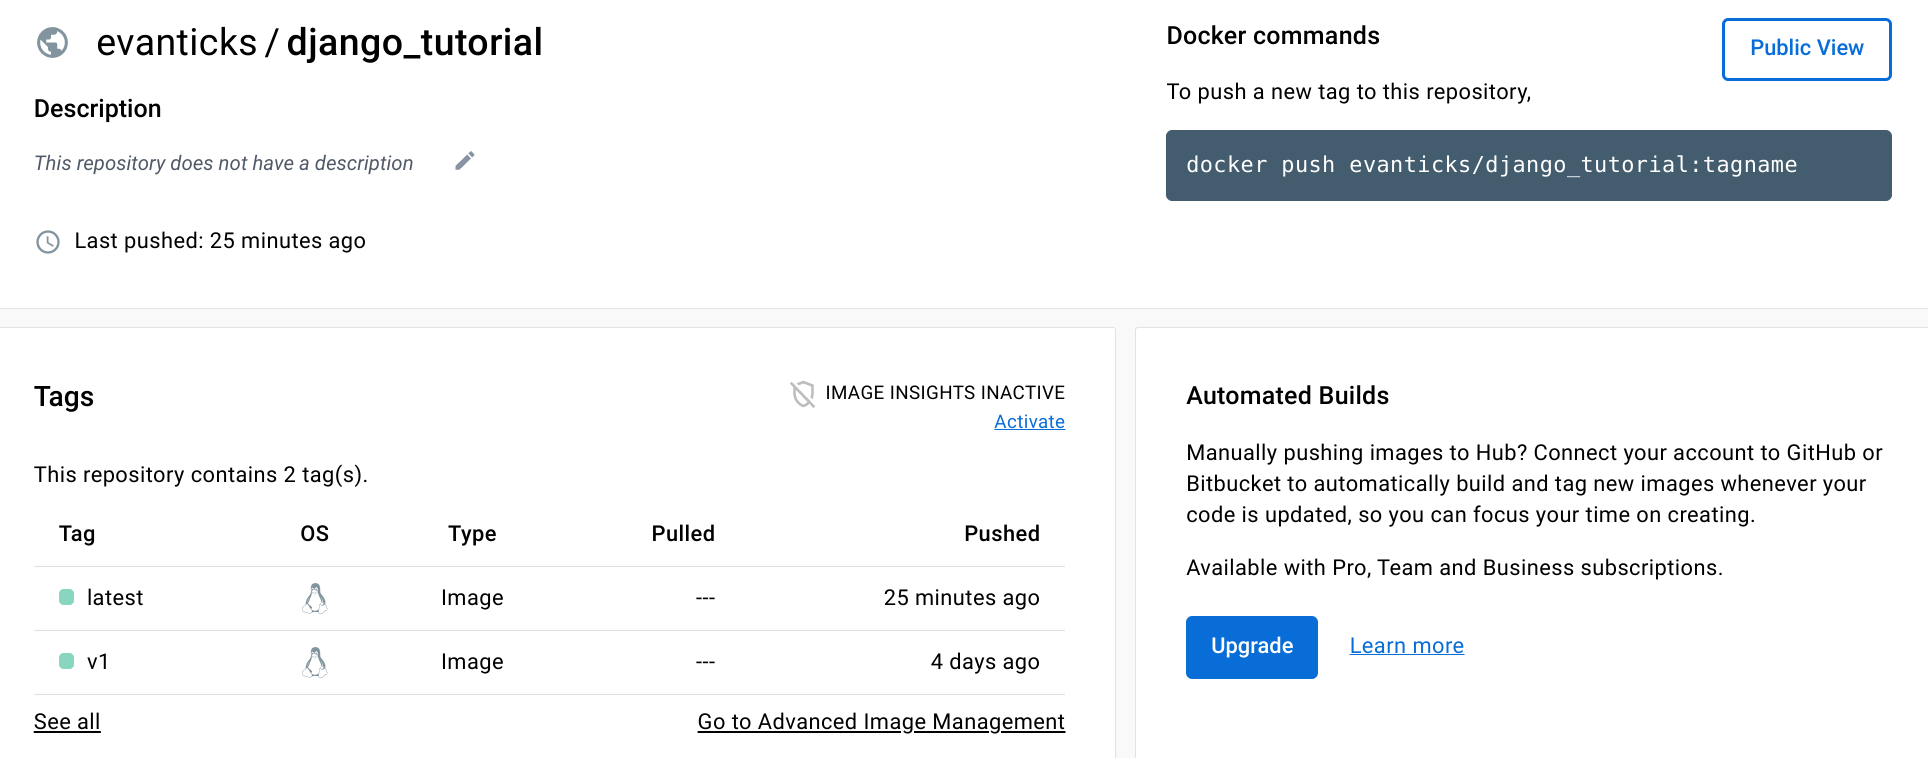 evanticks / django_tutorial
Description
This repository does not have a description
Last pushed: 25 minutes ago
Docker commands
Public View
To push a new tag to this repository,
docker push evanticks/django_tutorial:tagname
Tags
IMAGE INSIGHTS INACTIVE
Activate
This repository contains 2 tag(s).
Tag OS Type Pulled Pushed
latest Image --- 25 minutes ago
v1 Image --- 4 days ago
See all Go to Advanced Image Management
Automated Builds
Manually pushing images to Hub? Connect your account to GitHub or
Bitbucket to automatically build and tag new images whenever your
code is updated, so you can focus your time on creating.
Available with Pro, Team and Business subscriptions.
Upgrade Learn more